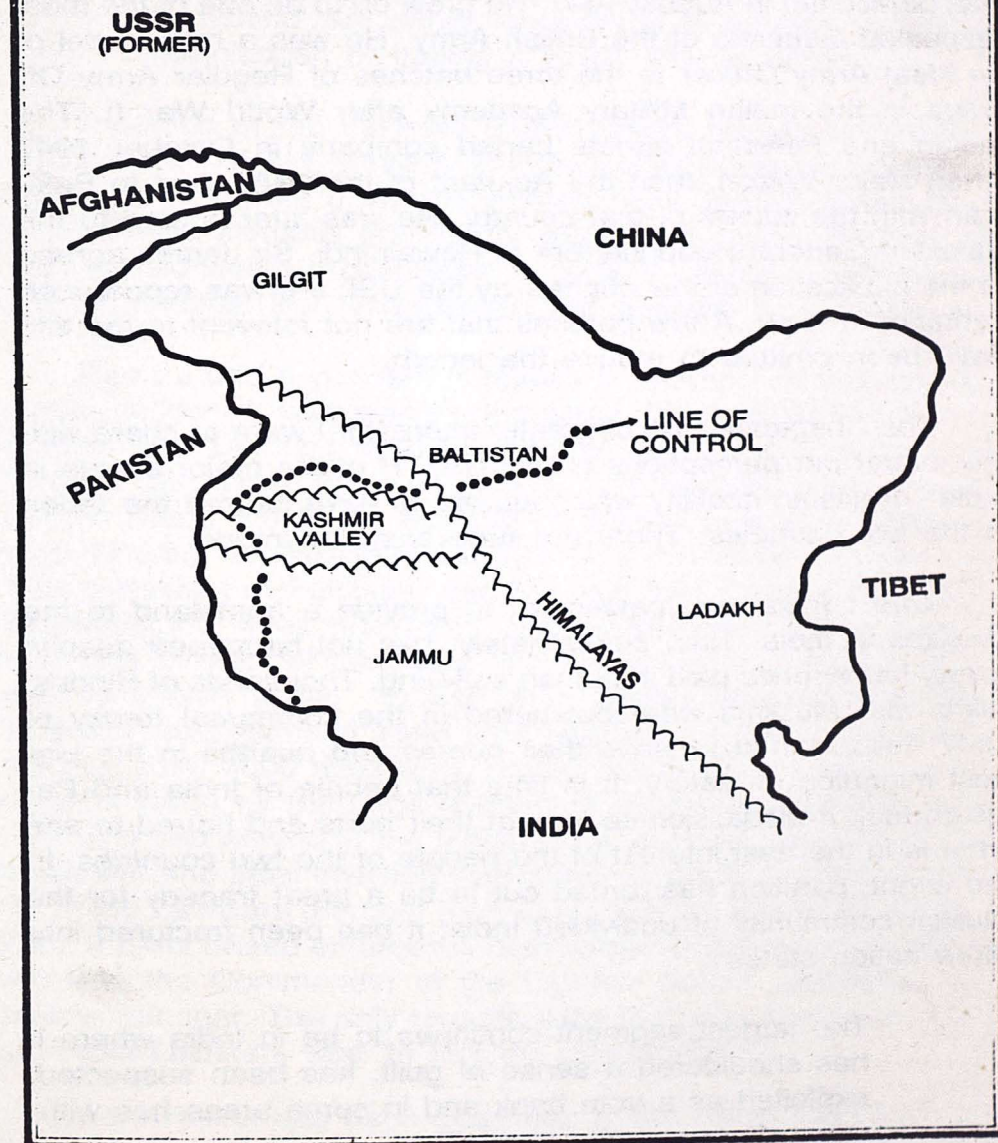 USSR
(FORMER)
AFGHANISTAN
CHINA
GILGIT
PAKISTAN
BALTISTAN
LINE OF
CONTROL
KASHMIR
VALLEY
TIBET
HIMALAYAS
LADAKH
JAMMU
INDIA